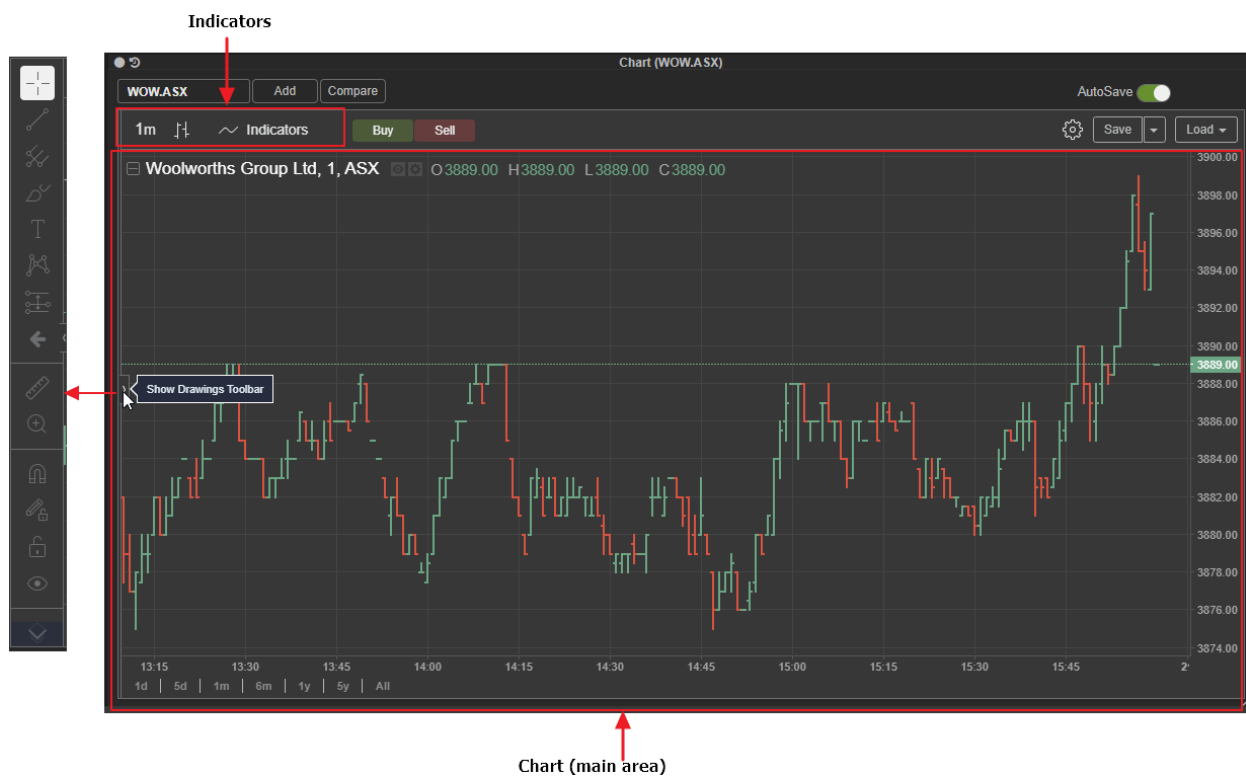 Indicators
Chart (WOW.ASX)
WOW.ASX Add Compare AutoSave
1m Indicators Buy Sell Save Load
Woolworths Group Ltd, 1, ASX O3889.00 H3889.00 L3889.00 C3889.00
3900.00
3898.00
3896.00
3894.00
3892.00
3890.00
3889.00
3888.00
Show Drawings Toolbar
3886.00
3884.00
3882.00
3880.00
3878.00
3876.00
3874.00
13:15 13:30 13:45 14:00 14:15 14:30 14:45 15:00 15:15 15:30 15:45
1d 5d 1m 6m 1y 5y All
Chart (main area)